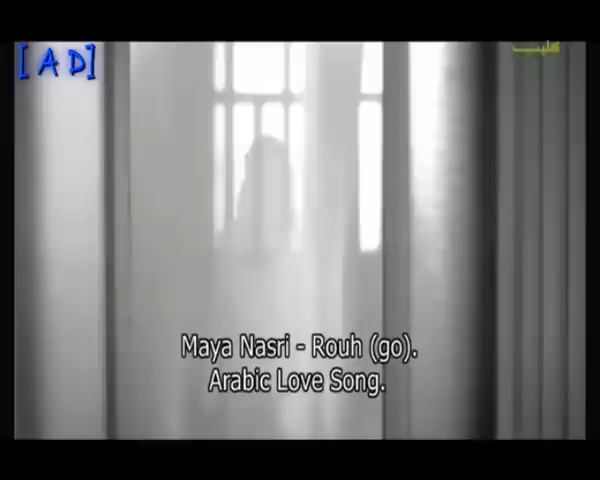 [ A D]
Maya Nasri - Rouh (go).
Arabic Love Song.